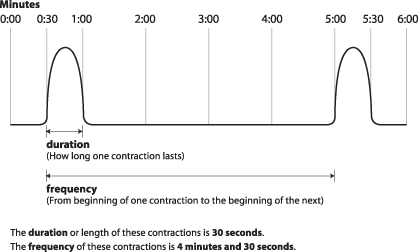 Minutes
0:00 0:30 1:00 2:00 3:00 4:00 5:00 5:30 6:00
duration
(How long one contraction lasts)
frequency
(From beginning of one contraction to the beginning of the next)
The duration or length of these contractions is 30 seconds.
The frequency of these contractions is 4 minutes and 30 seconds.